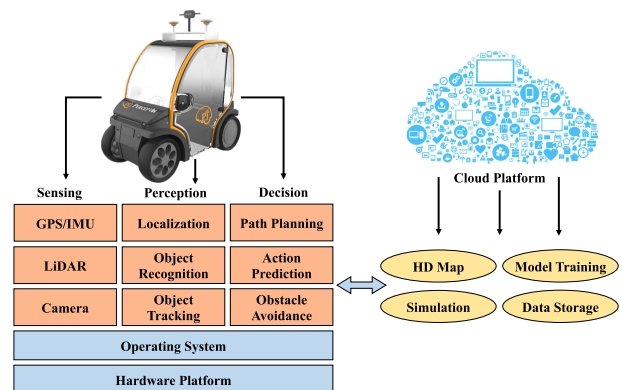 Sensing
Perception
Decision
GPS/IMU
Localization
Path Planning
LiDAR
Object
Recognition
Action
Prediction
Camera
Object
Tracking
Obstacle
Avoidance
Operating System
Hardware Platform
Cloud Platform
HD Map
Model Training
Simulation
Data Storage